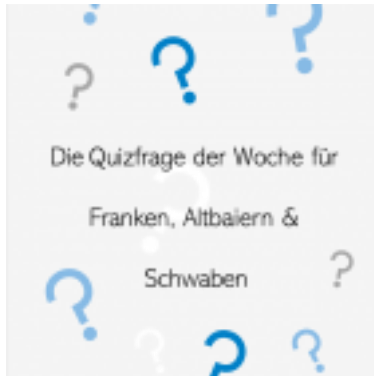 Die Quizfrage der Woche für
Franken, Altbaiern &
Schwaben